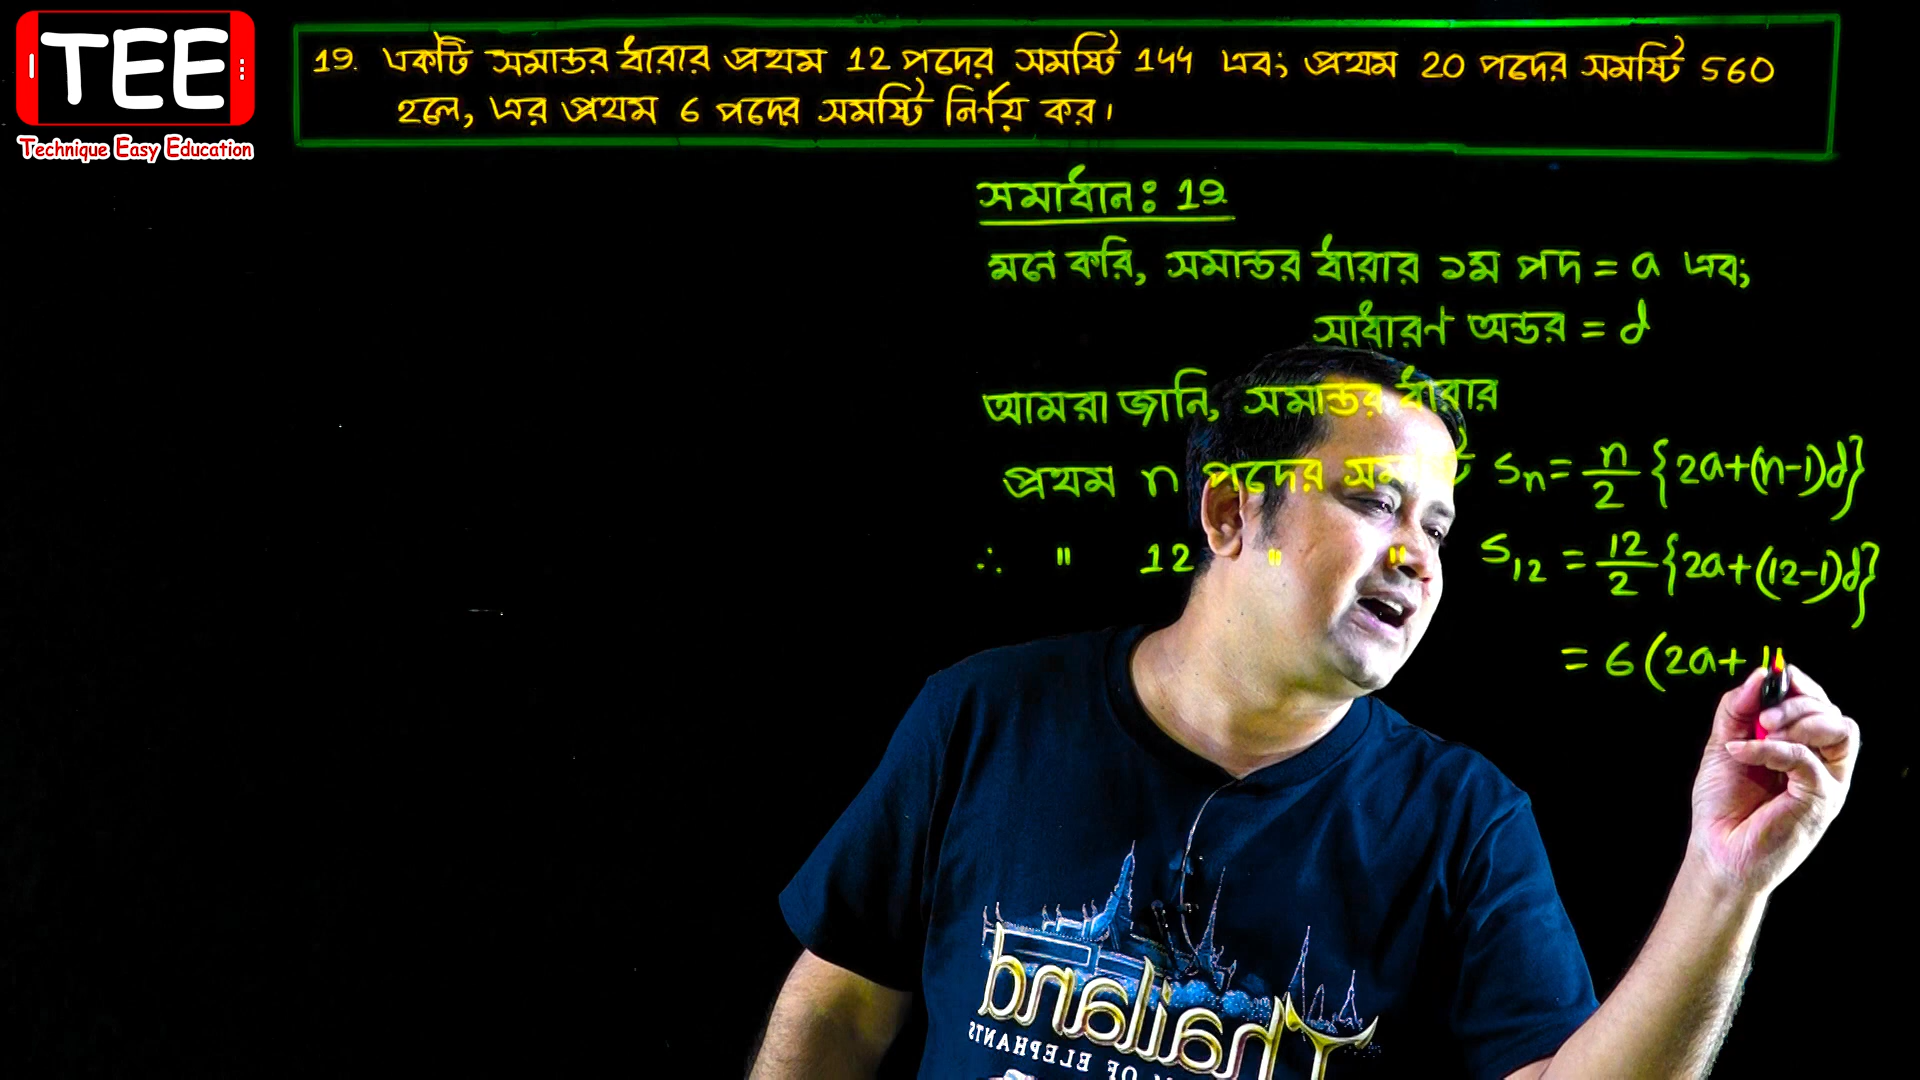 TEE
Technique Easy Education
19. একটি সমান্তর ধারার প্রথম 12 পদের সমষ্টি 144 এবং প্রথম 20 পদের সমষ্টি 560
হলে, এর প্রথম 6 পদের সমষ্টি নির্ণয় কর।
সমাধান: 19
মনে করি, সমান্তর ধারার ১ম পদ = a এবং
সাধারণ অন্তর = d
আমরা জানি, সমান্তর ধারার
প্রথম n পদের সমষ্টি Sn = n/2 {2a+(n-1)d}
∴ " 12 " " S12 = 12/2 {2a+(12-1)d}
= 6 (2a+ 11
Thailand
OF ELEPHANTS